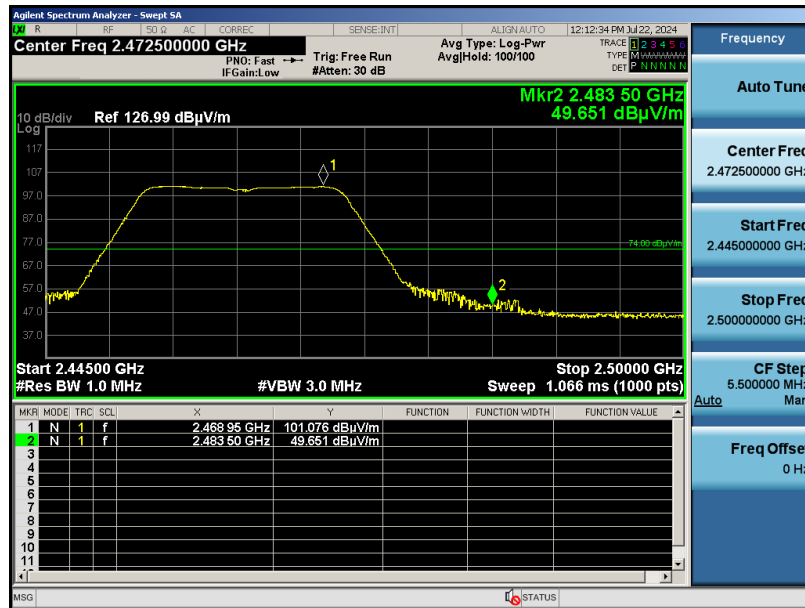 Agilent Spectrum Analyzer - Swept SA
LXI R RF 50 Ω AC CORREC SENSE:INT ALIGNAUTO 12:12:34 PM Jul 22, 2024
Center Freq 2.472500000 GHz
PNO: Fast
IFGain:Low
Trig: Free Run
#Atten: 30 dB
Avg Type: Log-Pwr
Avg|Hold: 100/100
TRACE 1 2 3 4 5 6
TYPE M
DET P N N N N N
Mkr2 2.483 50 GHz
49.651 dBμV/m
10 dB/div Ref 126.99 dBμV/m
Log
117
107
97.0
87.0
77.0
67.0
57.0
47.0
37.0
1
2
74.00 dBμV/m
Start 2.44500 GHz Stop 2.50000 GHz
#Res BW 1.0 MHz #VBW 3.0 MHz Sweep 1.066 ms (1000 pts)
MKR MODE TRC SCL X Y FUNCTION FUNCTION WIDTH FUNCTION VALUE
1 N 1 f 2.468 95 GHz 101.076 dBμV/m
2 N 1 f 2.483 50 GHz 49.651 dBμV/m
3
4
5
6
7
8
9
10
11
MSG STATUS
Frequency
Auto Tune
Center Freq
2.472500000 GHz
Start Freq
2.445000000 GHz
Stop Freq
2.500000000 GHz
CF Step
5.500000 MHz
Auto Man
Freq Offset
0 Hz